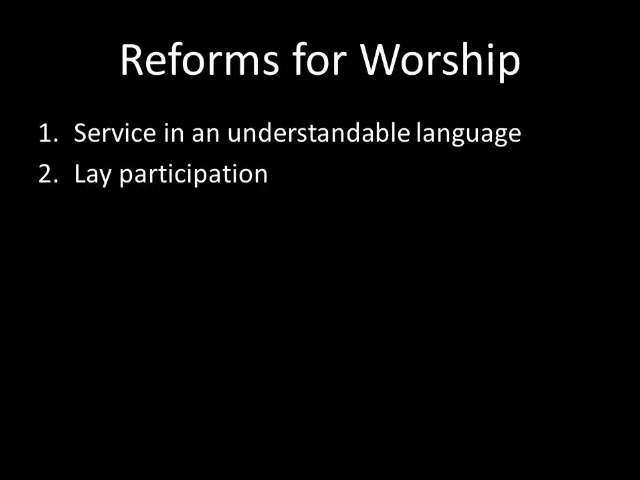 Reforms for Worship
1. Service in an understandable language
2. Lay participation